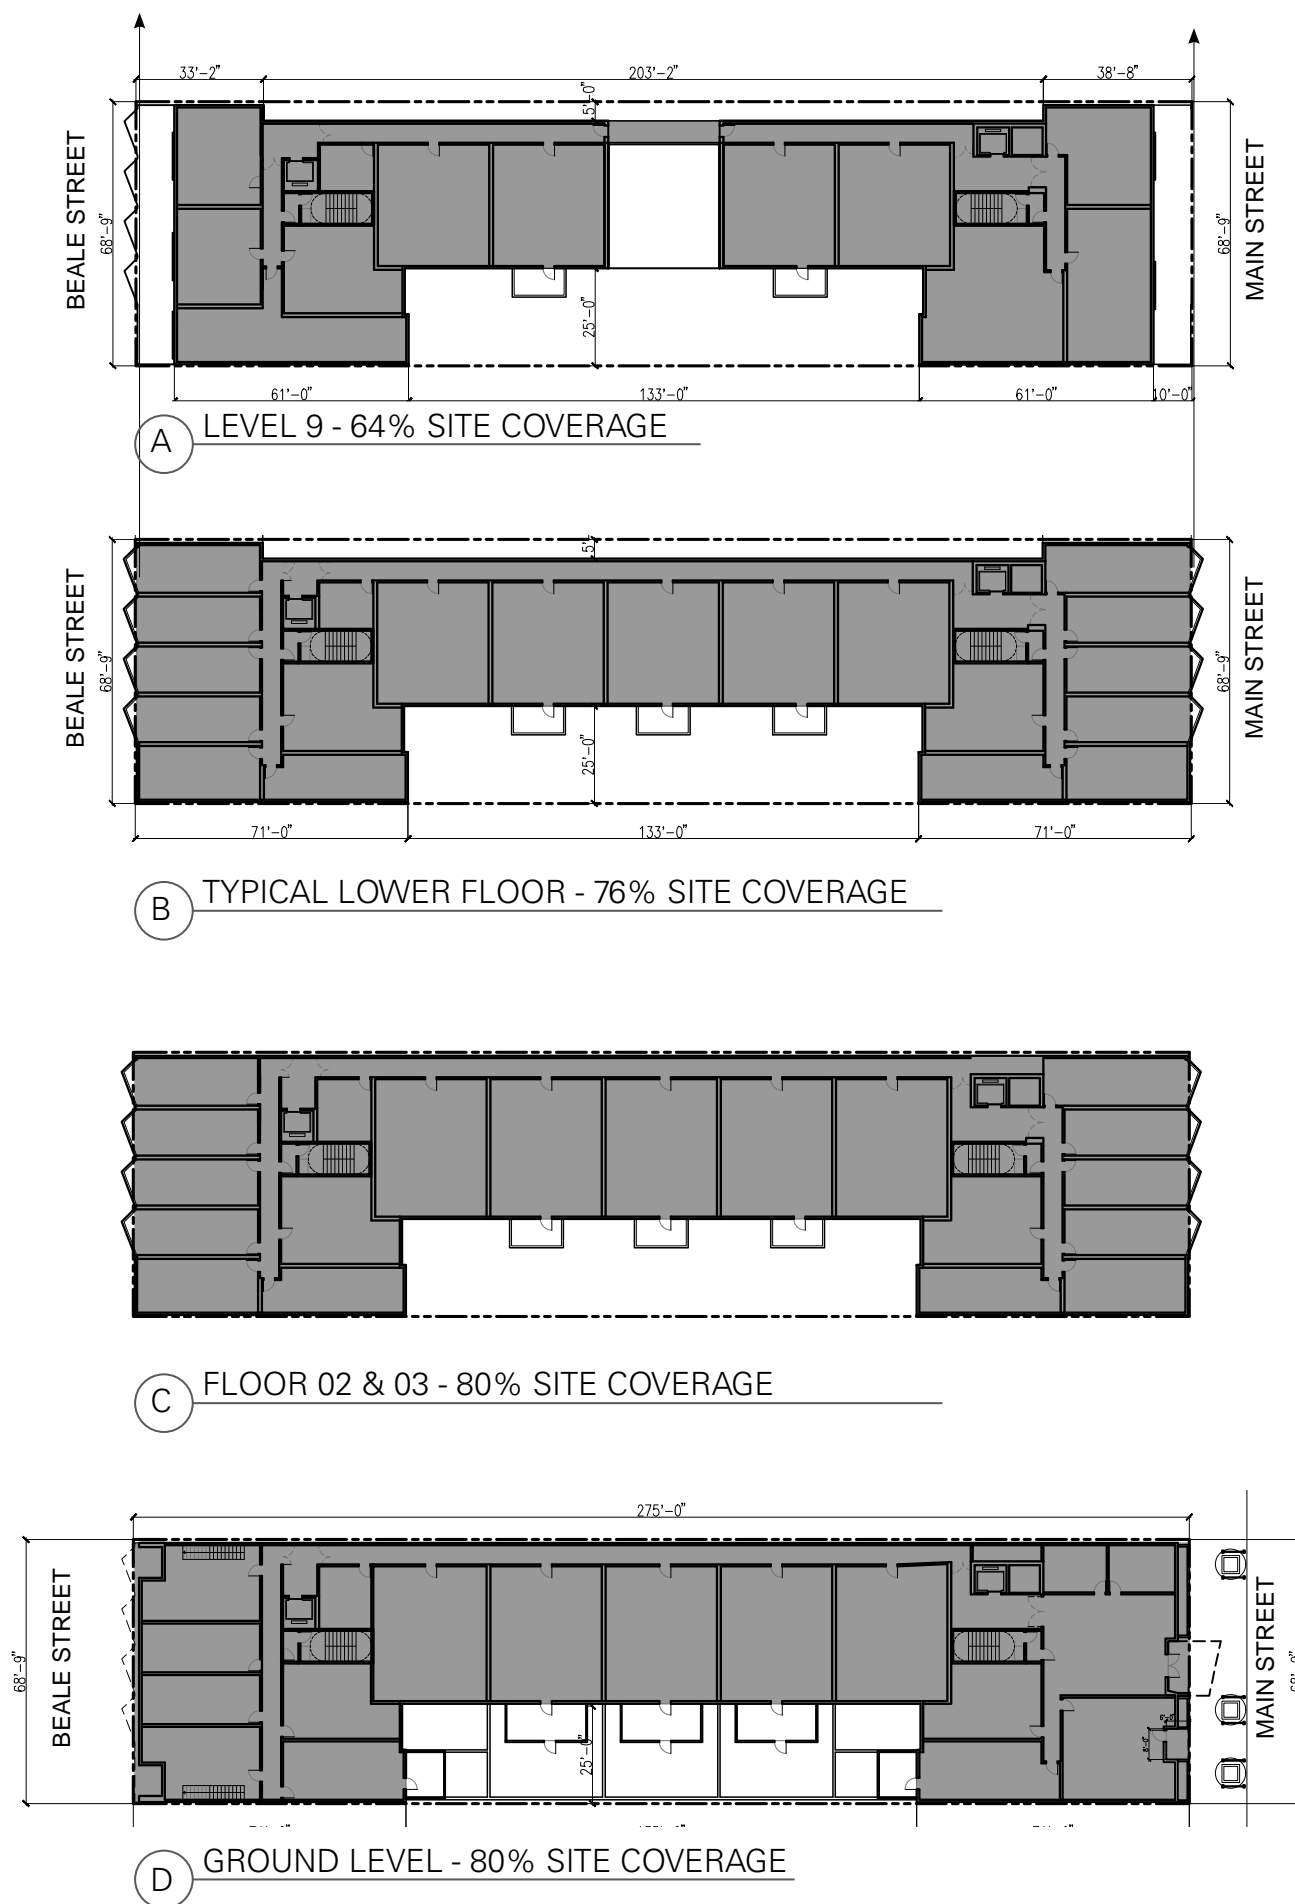 33'-2" 203'-2" 38'-8"
5'-0"
BEALE STREET
68'-9"
68'-9"
MAIN STREET
25'-0"
61'-0" 133'-0" 61'-0" 10'-0"
A LEVEL 9 - 64% SITE COVERAGE
5'-
BEALE STREET
68'-9"
68'-9"
MAIN STREET
25'-0"
71'-0" 133'-0" 71'-0"
B TYPICAL LOWER FLOOR - 76% SITE COVERAGE
C FLOOR 02 & 03 - 80% SITE COVERAGE
275'-0"
68'-9"
BEALE STREET
25'-0"
8'-0"
MAIN STREET
D GROUND LEVEL - 80% SITE COVERAGE